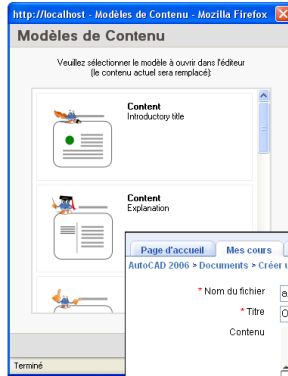 http://localhost - Modèles de Contenu - Mozilla Firefox
Modèles de Contenu
Veuillez sélectionner le modèle à ouvrir dans l'éditeur
(le contenu actuel sera remplacé):
Content
Introductory title
Content
Explanation
Page d'accueil
Mes cours
AutoCAD 2006 > Documents > Créer u
* Nom du fichier
* Titre
Contenu
Terminé